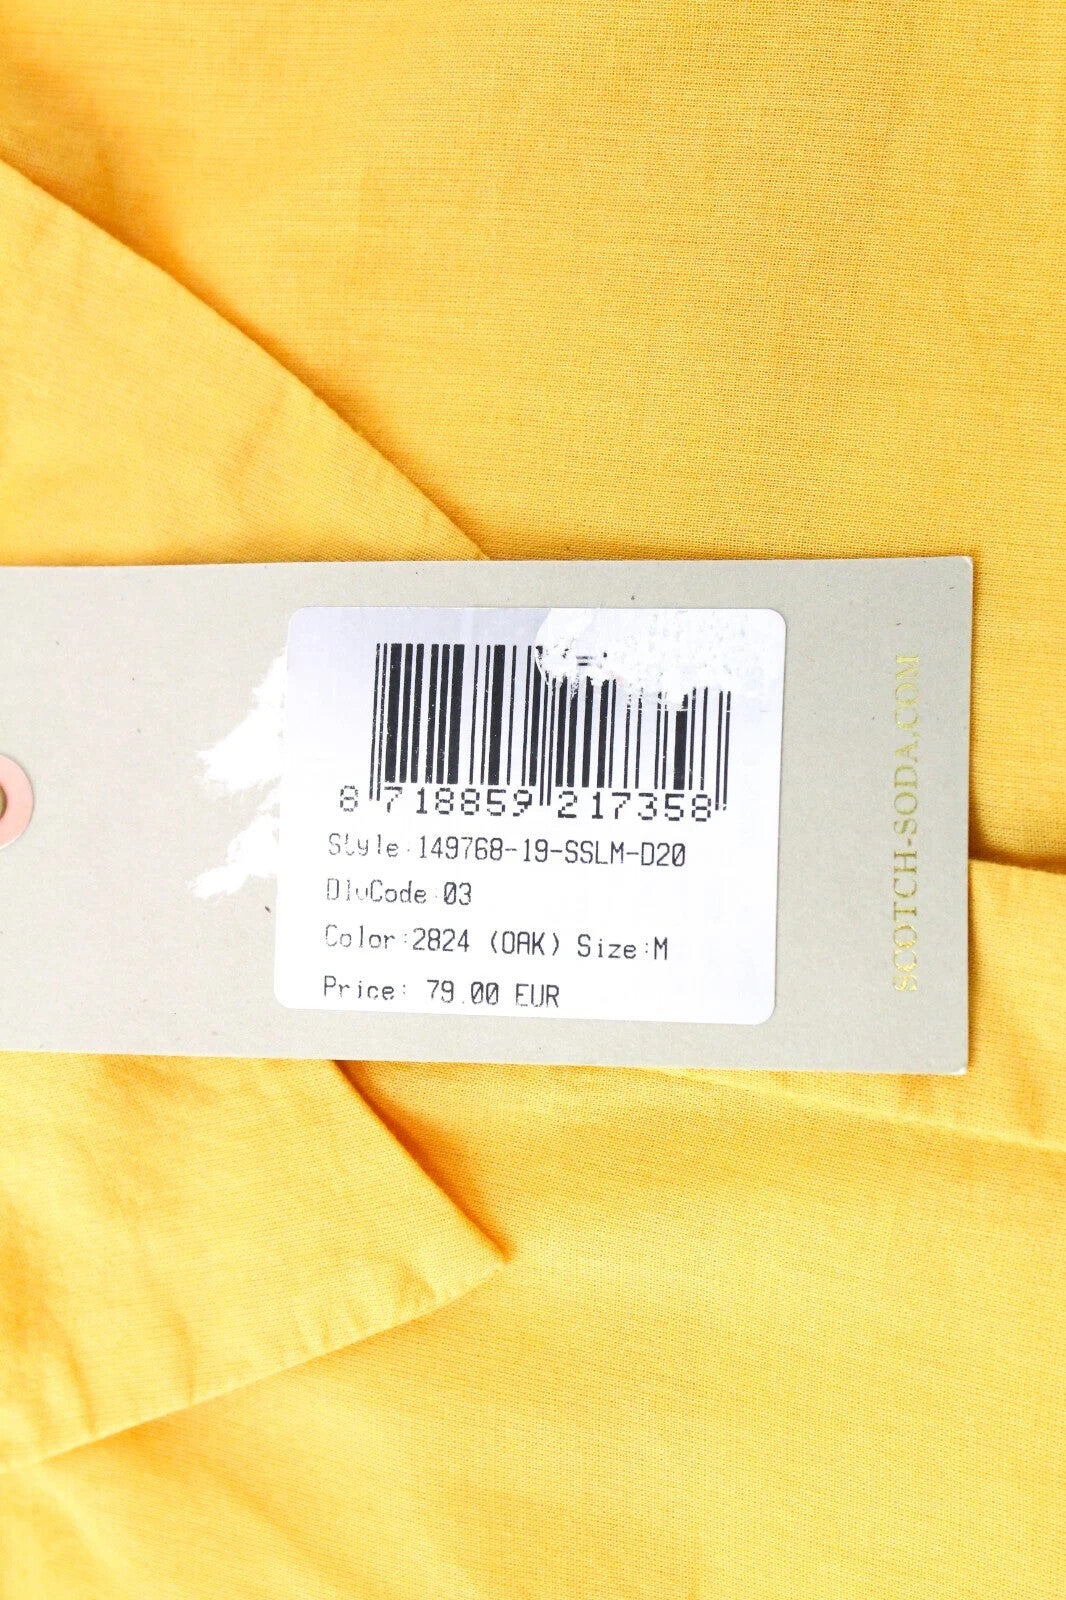 8 718859 217358
Style:149768-19-SSLM-D20
DlvCode:03
Color:2824 (OAK) Size:M
Price: 79.00 EUR
SCOTCH-SODA.COM